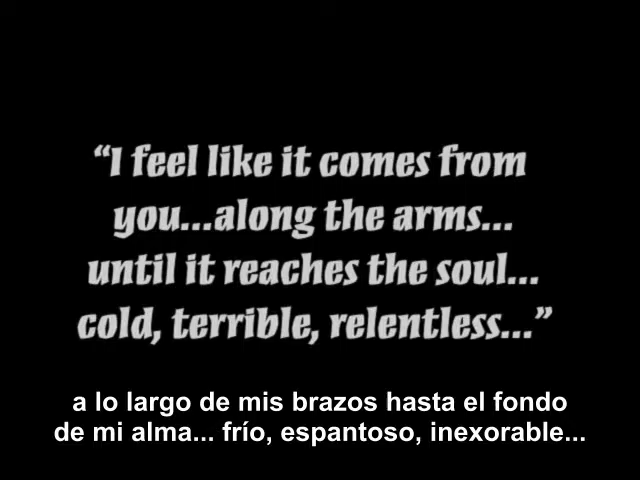 “I feel like it comes from
you...along the arms...
until it reaches the soul...
cold, terrible, relentless...”
a lo largo de mis brazos hasta el fondo
de mi alma... frío, espantoso, inexorable...